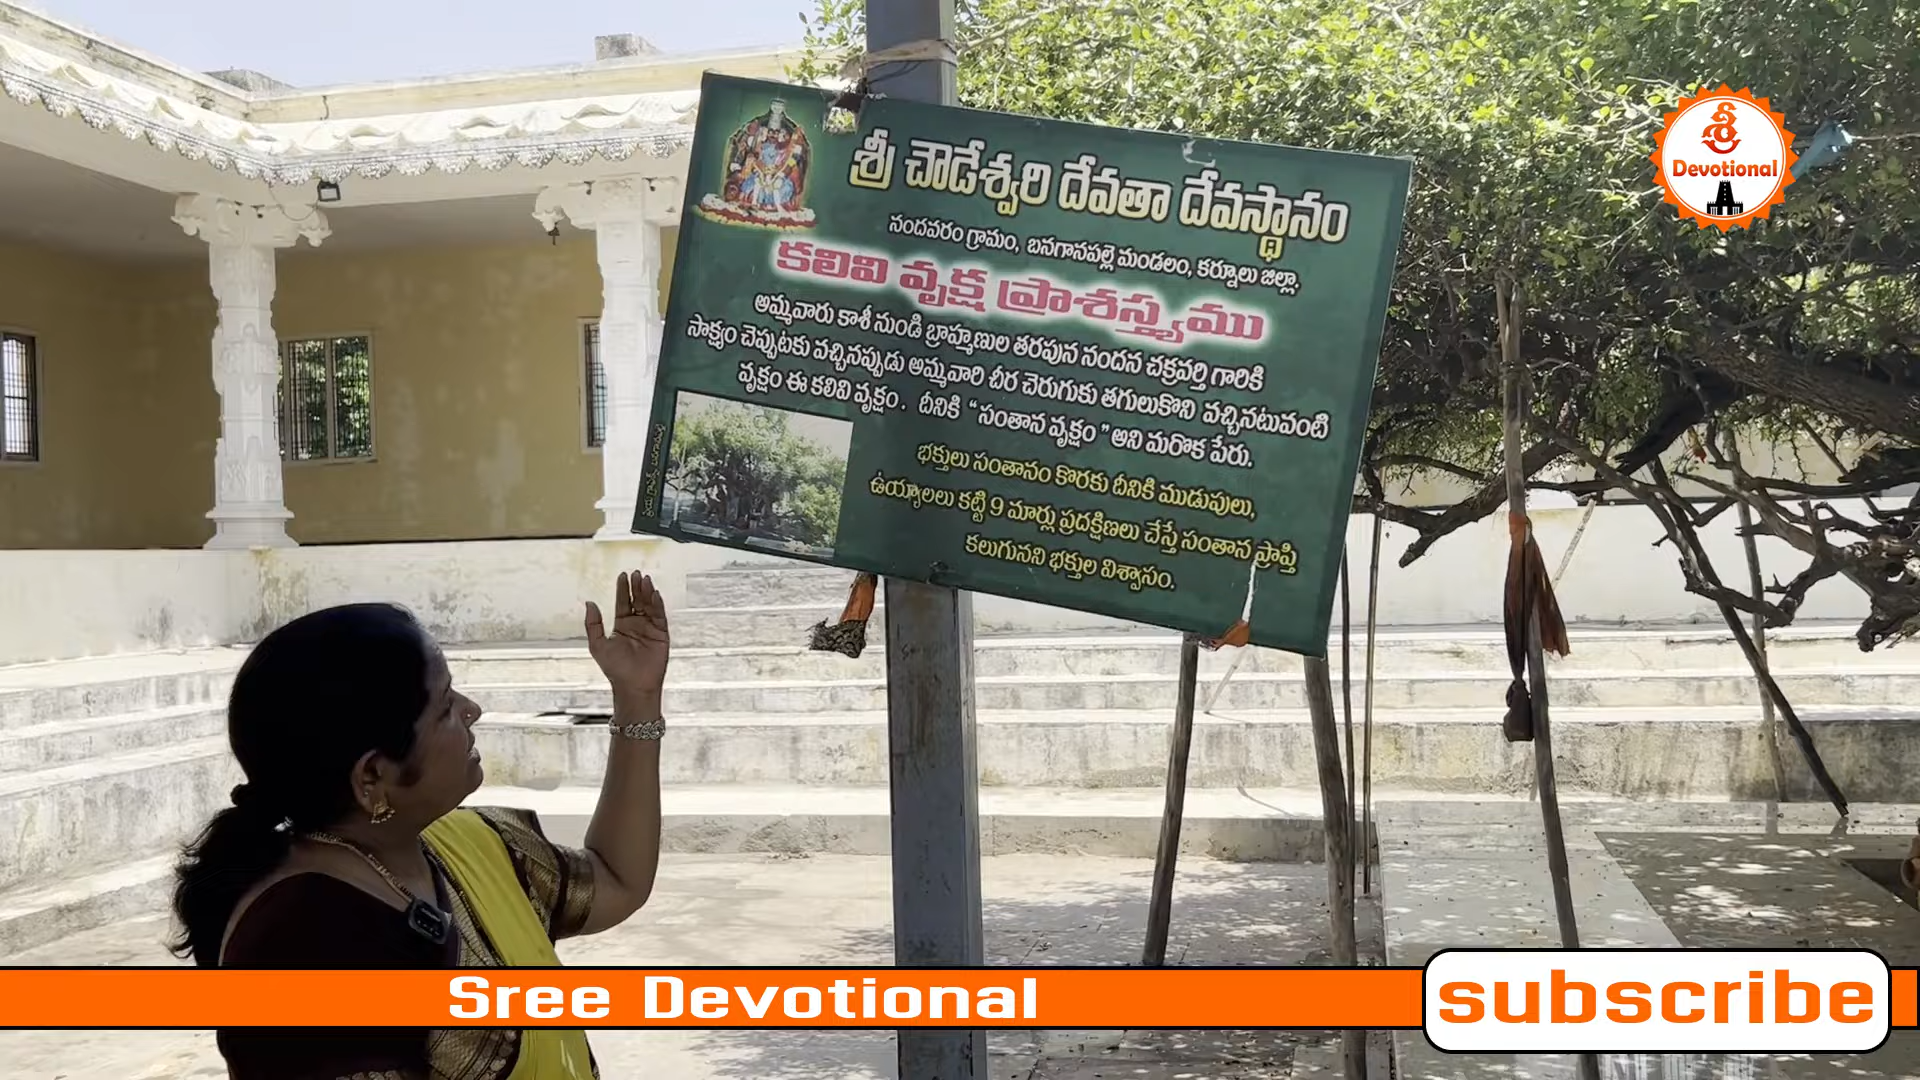 శ్రీ చౌడేశ్వరి దేవతా దేవస్థానం
నందవరం గ్రామం, బనగానపల్లె మండలం, కర్నూలు జిల్లా.
కలివి వృక్ష ప్రాశస్త్యము
అమ్మవారు కాశీ నుండి బ్రాహ్మణుల తరపున నందన చక్రవర్తి గారికి
సాక్ష్యం చెప్పుటకు వచ్చినప్పుడు అమ్మవారి చీర చెరుగుకు తగులుకొని వచ్చినటువంటి
వృక్షం ఈ కలివి వృక్షం. దీనికి "సంతాన వృక్షం" అని మరొక పేరు.
భక్తులు సంతానం కొరకు దీనికి ముడుపులు,
ఉయ్యాలలు కట్టి 9 మార్లు ప్రదక్షిణలు చేస్తే సంతాన ప్రాప్తి
కలుగునని భక్తుల విశ్వాసం.
శ్రీ
Devotional
Sree Devotional
subscribe